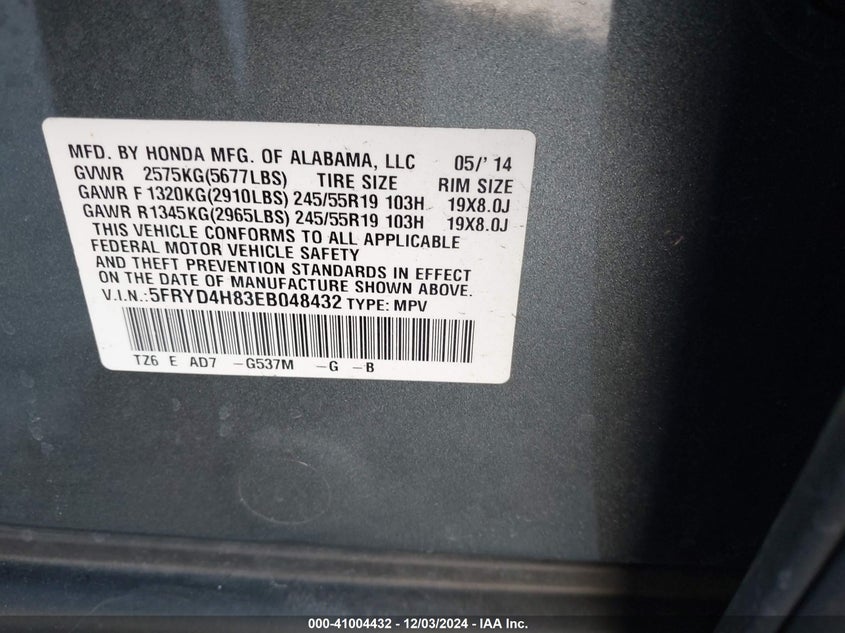 MFD. BY HONDA MFG. OF ALABAMA, LLC 05/' 14
GVWR 2575KG(5677LBS) TIRE SIZE RIM SIZE
GAWR F 1320KG(2910LBS) 245/55R19 103H 19X8.0J
GAWR R1345KG(2965LBS) 245/55R19 103H 19X8.0J
THIS VEHICLE CONFORMS TO ALL APPLICABLE
FEDERAL MOTOR VEHICLE SAFETY
AND THEFT PREVENTION STANDARDS IN EFFECT
ON THE DATE OF MANUFACTURE SHOWN ABOVE.
V.I.N.: 5FRYD4H83EB048432 TYPE: MPV
TZ6 E AD7 -G537M -G -B
000-41004432 - 12/03/2024 - IAA Inc.